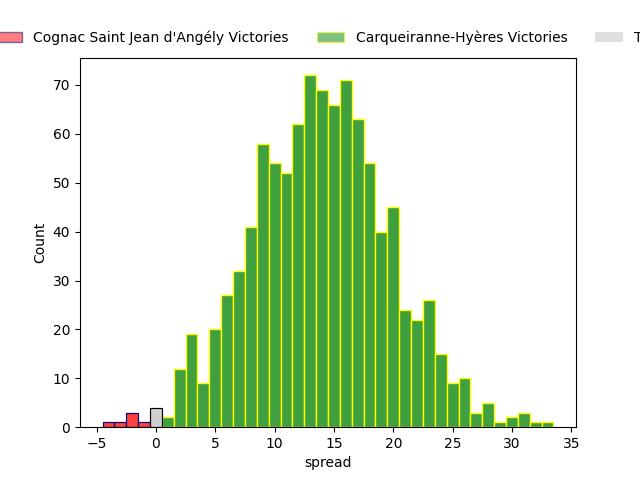 Cognac Saint Jean d'Angély Victories Carqueiranne-Hyères Victories T
70
60
50
40
30
20
10
0
Count
−5 0 5 10 15 20 25 30 35
spread